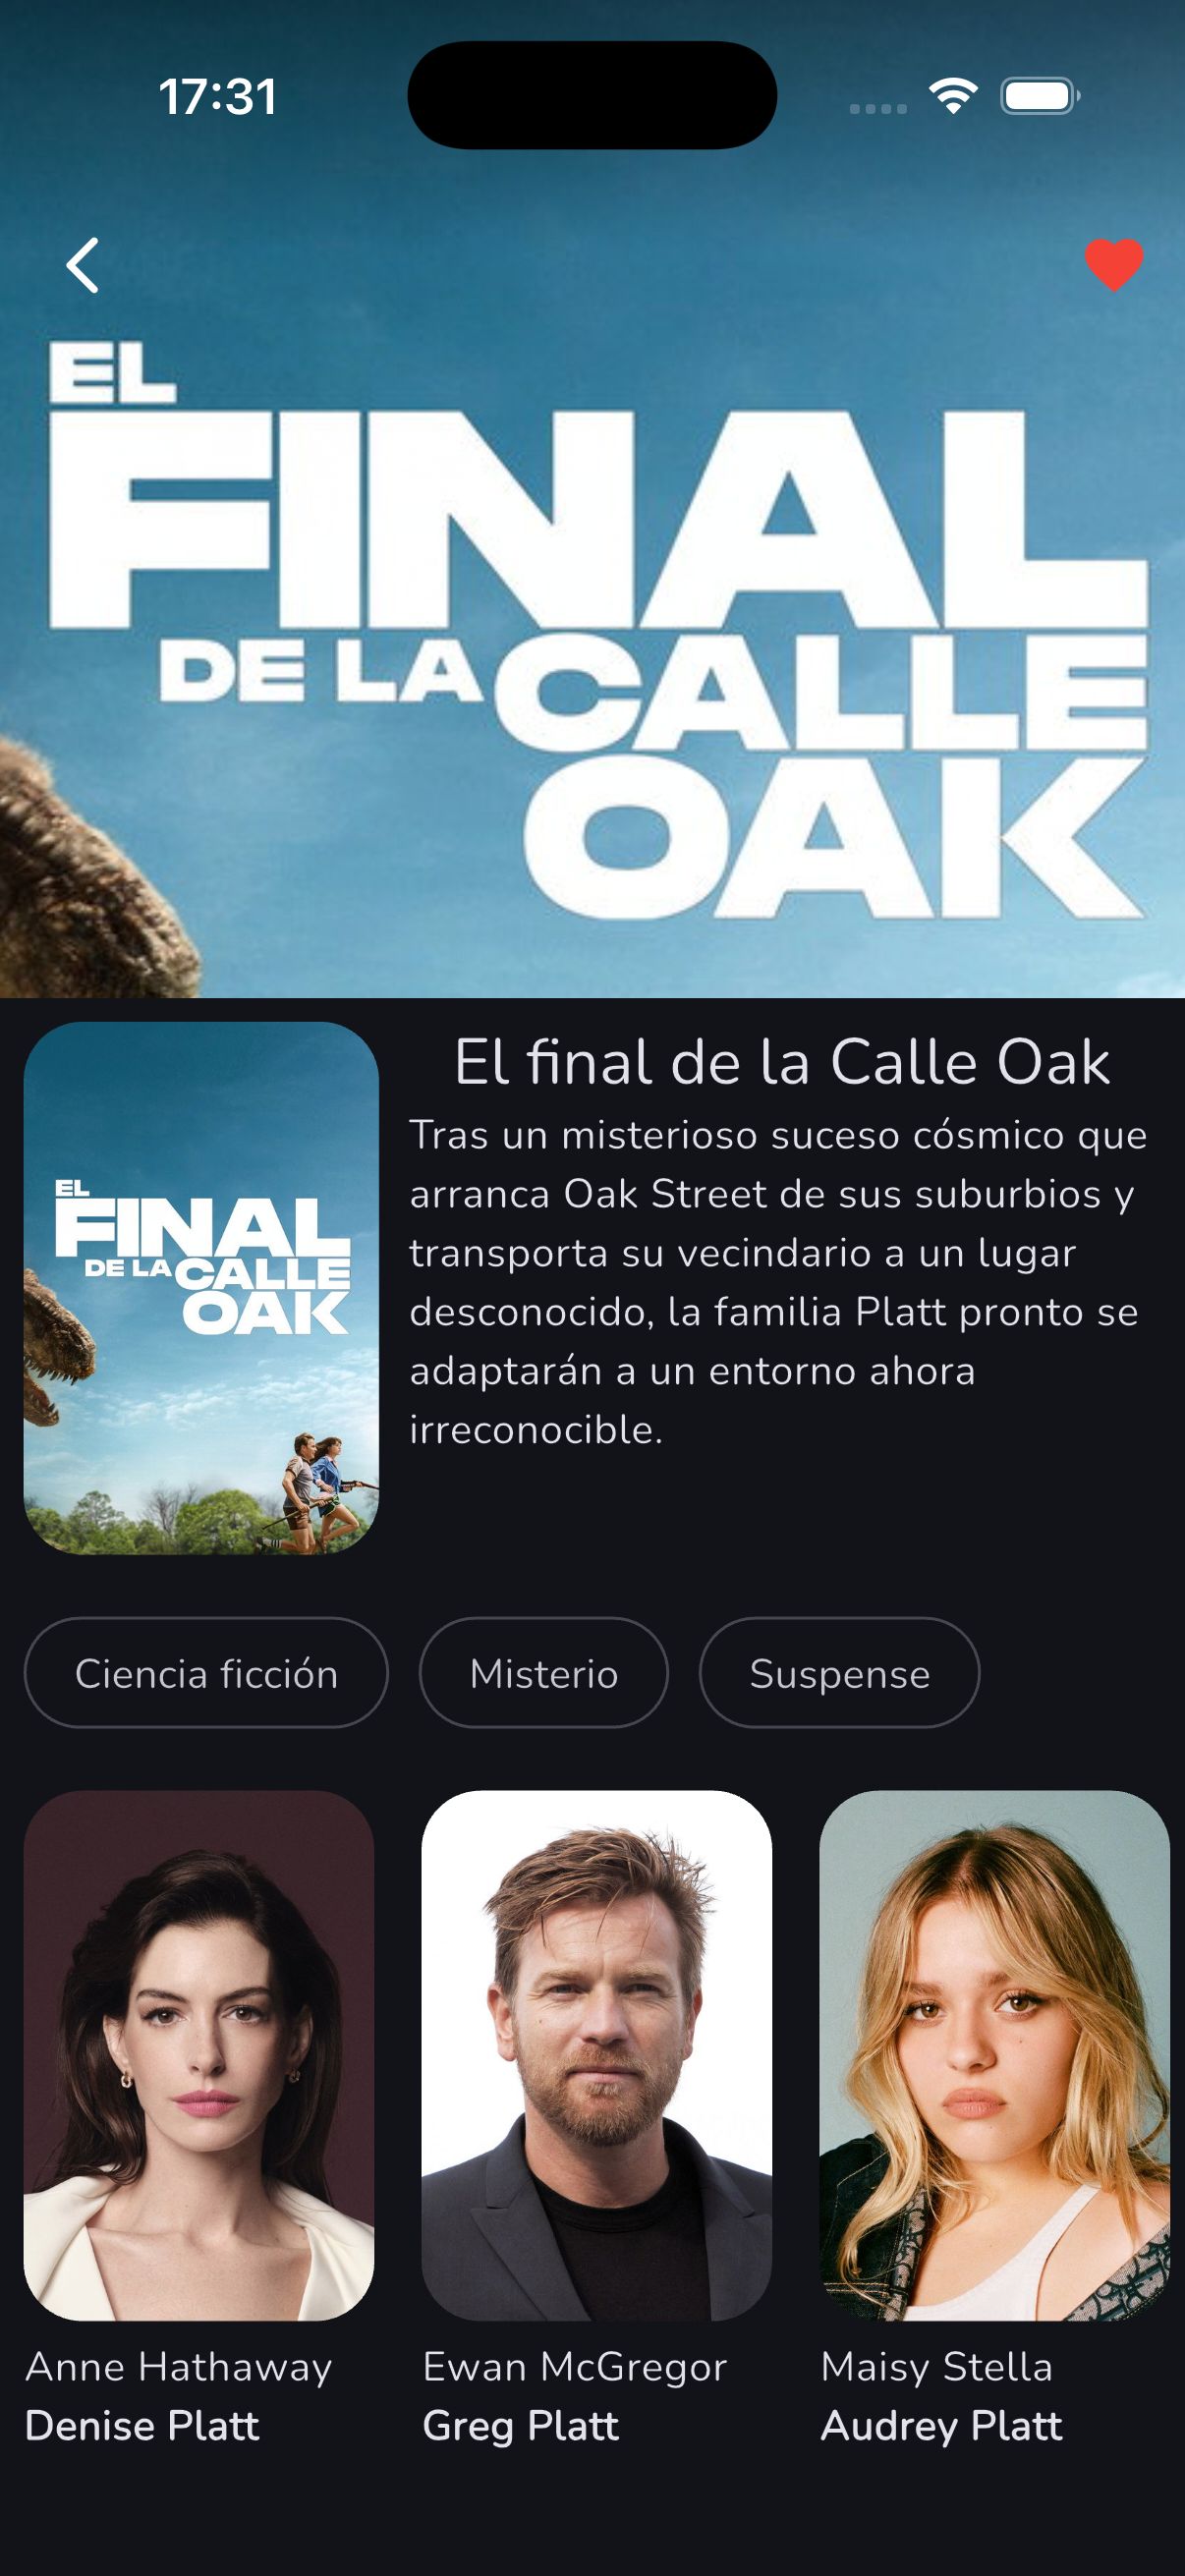 17:31
EL
FINAL
DE LA CALLE
OAK
El final de la Calle Oak
Tras un misterioso suceso cósmico que
arranca Oak Street de sus suburbios y
transporta su vecindario a un lugar
desconocido, la familia Platt pronto se
adaptarán a un entorno ahora
irreconocible.
EL
FINAL
DE LA CALLE
OAK
Ciencia ficción
Misterio
Suspense
Anne Hathaway
Denise Platt
Ewan McGregor
Greg Platt
Maisy Stella
Audrey Platt